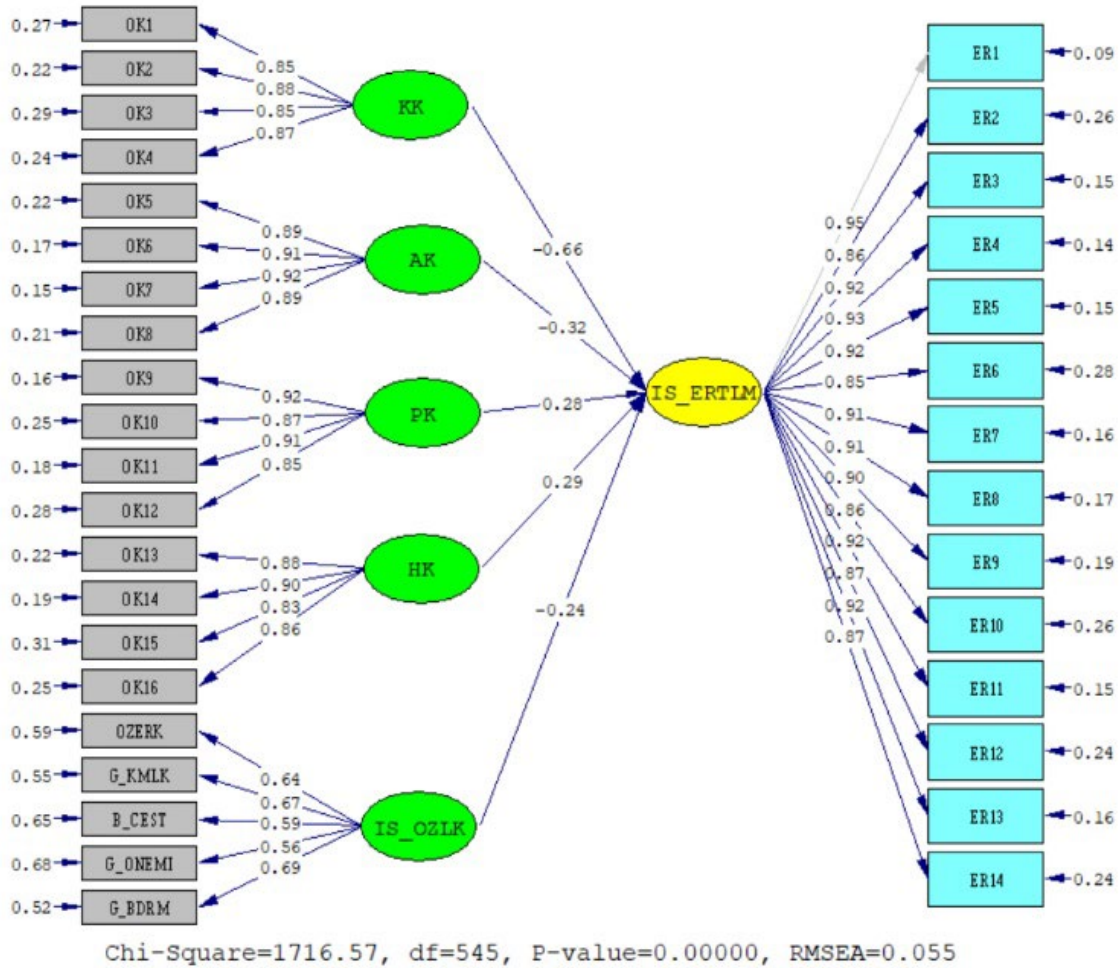 0.27 OK1
0.22 OK2
0.29 OK3
0.24 OK4
0.22 OK5
0.17 OK6
0.15 OK7
0.21 OK8
0.16 OK9
0.25 OK10
0.18 OK11
0.28 OK12
0.22 OK13
0.19 OK14
0.31 OK15
0.25 OK16
0.59 OZERK
0.55 G_KMLK
0.65 B_CEST
0.68 G_ONEMI
0.52 G_BDRM
0.85
0.88
0.85
0.87
0.89
0.91
0.92
0.89
0.92
0.87
0.91
0.85
0.88
0.90
0.83
0.86
0.64
0.67
0.59
0.56
0.69
KK
AK
PK
HK
IS_OZLK
-0.66
-0.32
0.28
0.29
-0.24
IS_ERTLM
0.95
0.86
0.92
0.93
0.92
0.85
0.91
0.91
0.90
0.86
0.92
0.87
0.92
0.87
ER1 0.09
ER2 0.26
ER3 0.15
ER4 0.14
ER5 0.15
ER6 0.28
ER7 0.16
ER8 0.17
ER9 0.19
ER10 0.26
ER11 0.15
ER12 0.24
ER13 0.16
ER14 0.24
Chi-Square=1716.57, df=545, P-value=0.00000, RMSEA=0.055